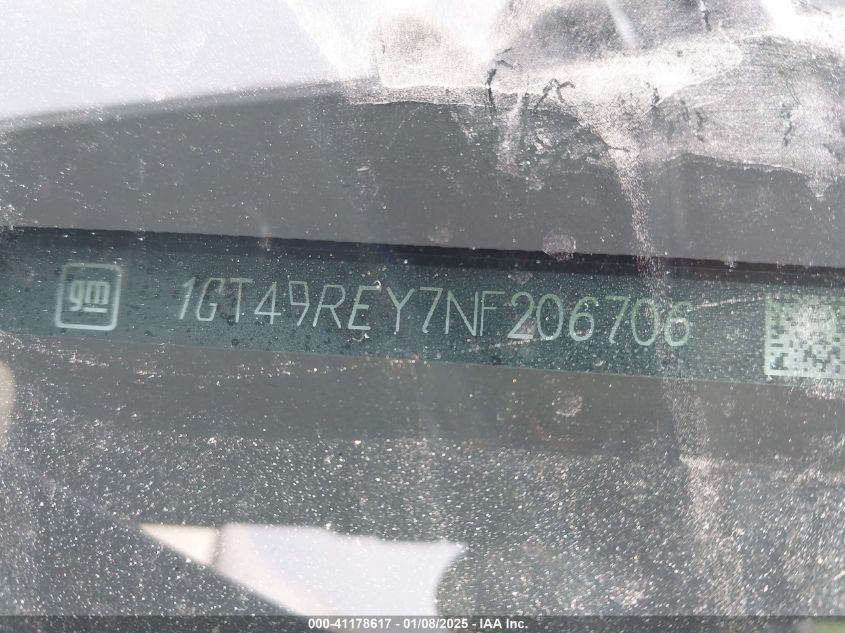 gm 1GT49REY7NF206706
000-41178617 - 01/08/2025 - IAA Inc.